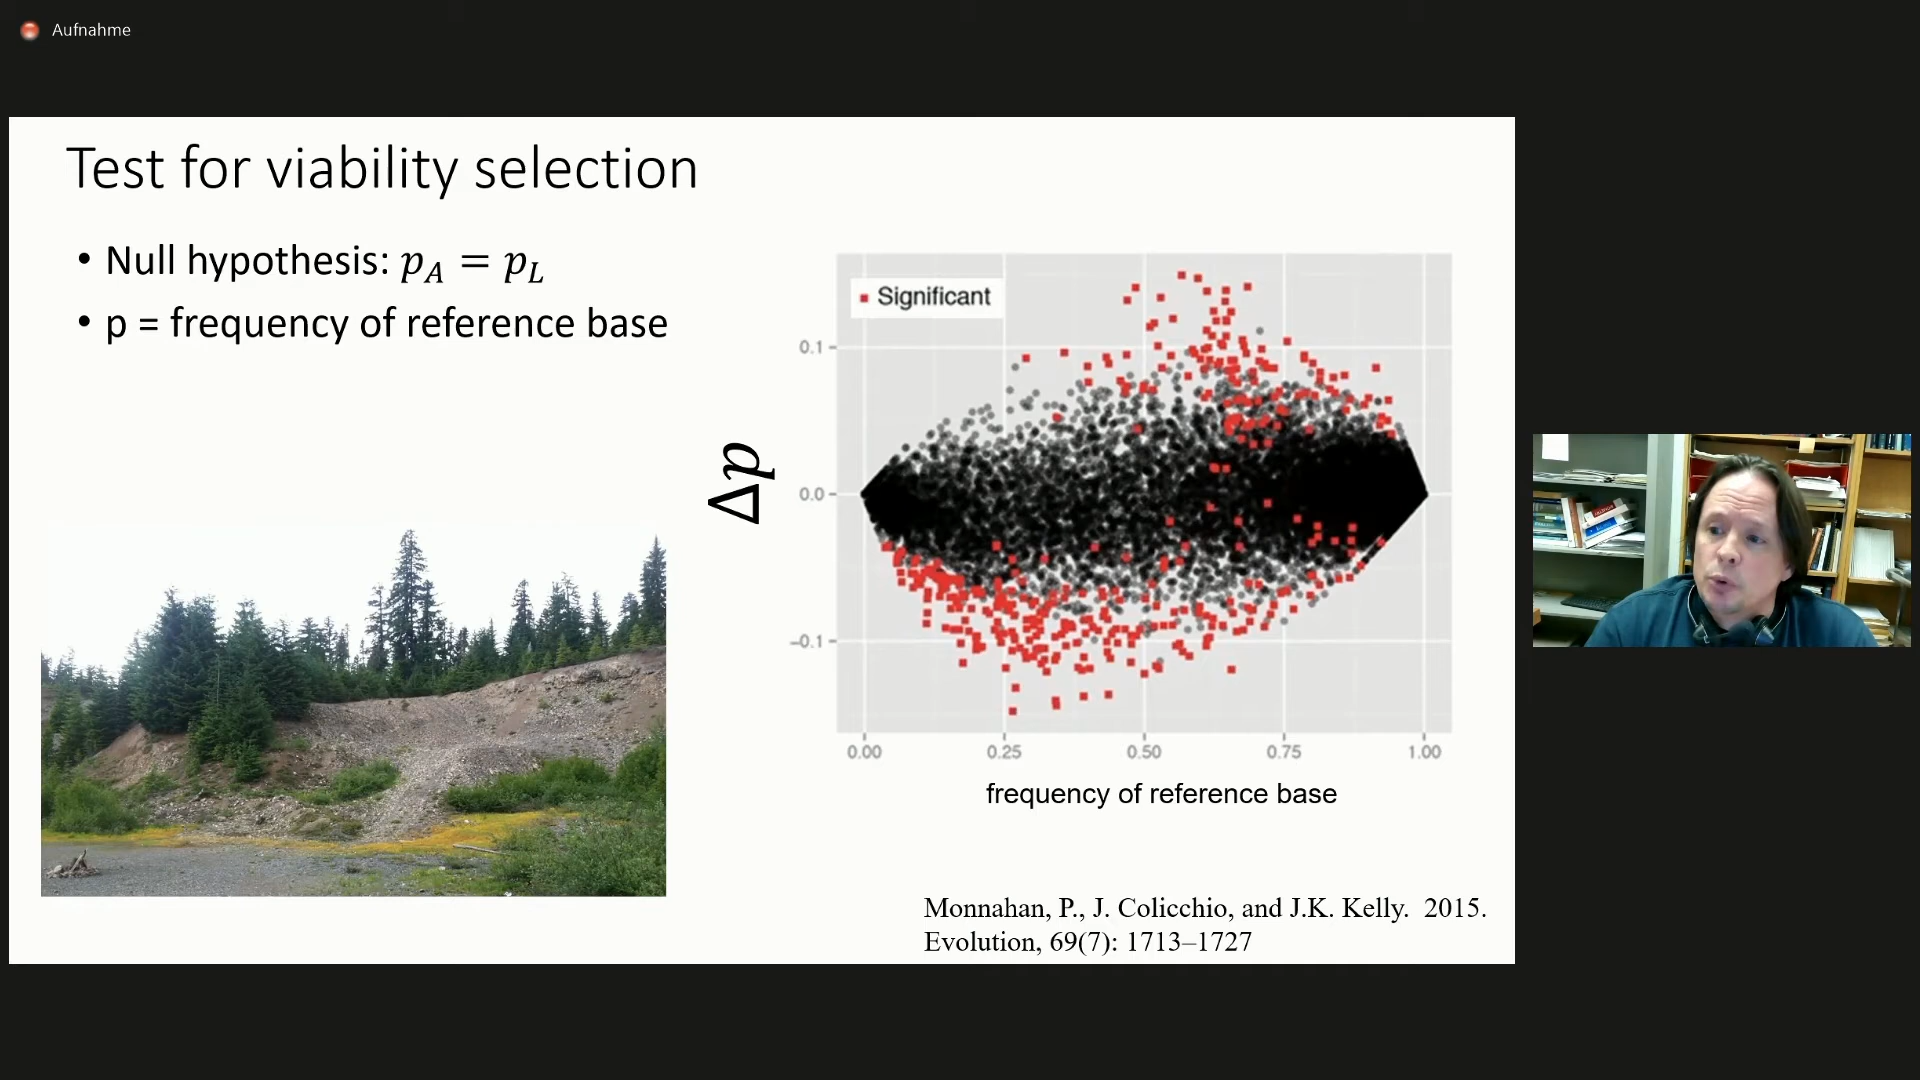 Aufnahme
Test for viability selection
• Null hypothesis: p_A = p_L
• p = frequency of reference base
Significant
0.1
0.0
−0.1
Δp
0.00 0.25 0.50 0.75 1.00
frequency of reference base
Monnahan, P., J. Colicchio, and J.K. Kelly. 2015.
Evolution, 69(7): 1713–1727